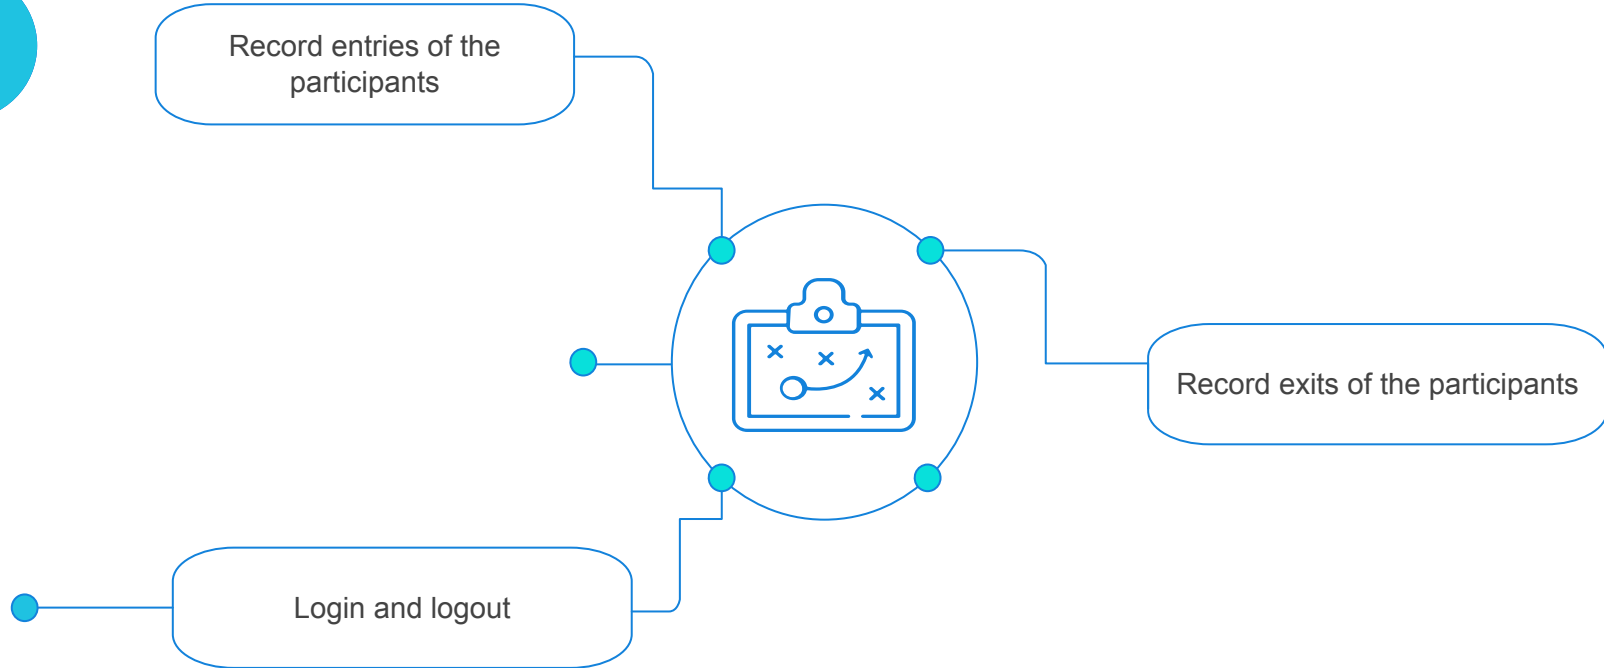 Record entries of the
participants
Record exits of the participants
Login and logout